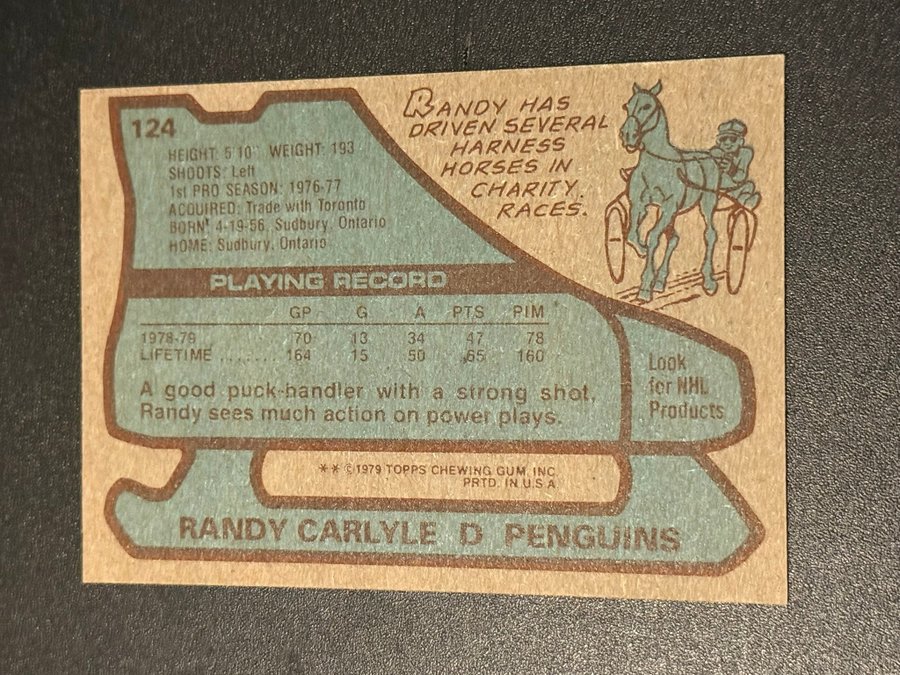 124
HEIGHT: 5'10" WEIGHT: 193
SHOOTS: Left
1st PRO SEASON: 1976-77
ACQUIRED: Trade with Toronto
BORN: 4-19-56, Sudbury, Ontario
HOME: Sudbury, Ontario
RANDY HAS
DRIVEN SEVERAL
HARNESS
HORSES IN
CHARITY
RACES.
PLAYING RECORD
GP G A PTS PIM
1978-79 70 13 34 47 78
LIFETIME ....... 164 15 50 65 160
A good puck-handler with a strong shot,
Randy sees much action on power plays.
Look
for NHL
Products
** ©1979 TOPPS CHEWING GUM, INC.
PRTD. IN U.S.A.
RANDY CARLYLE D PENGUINS